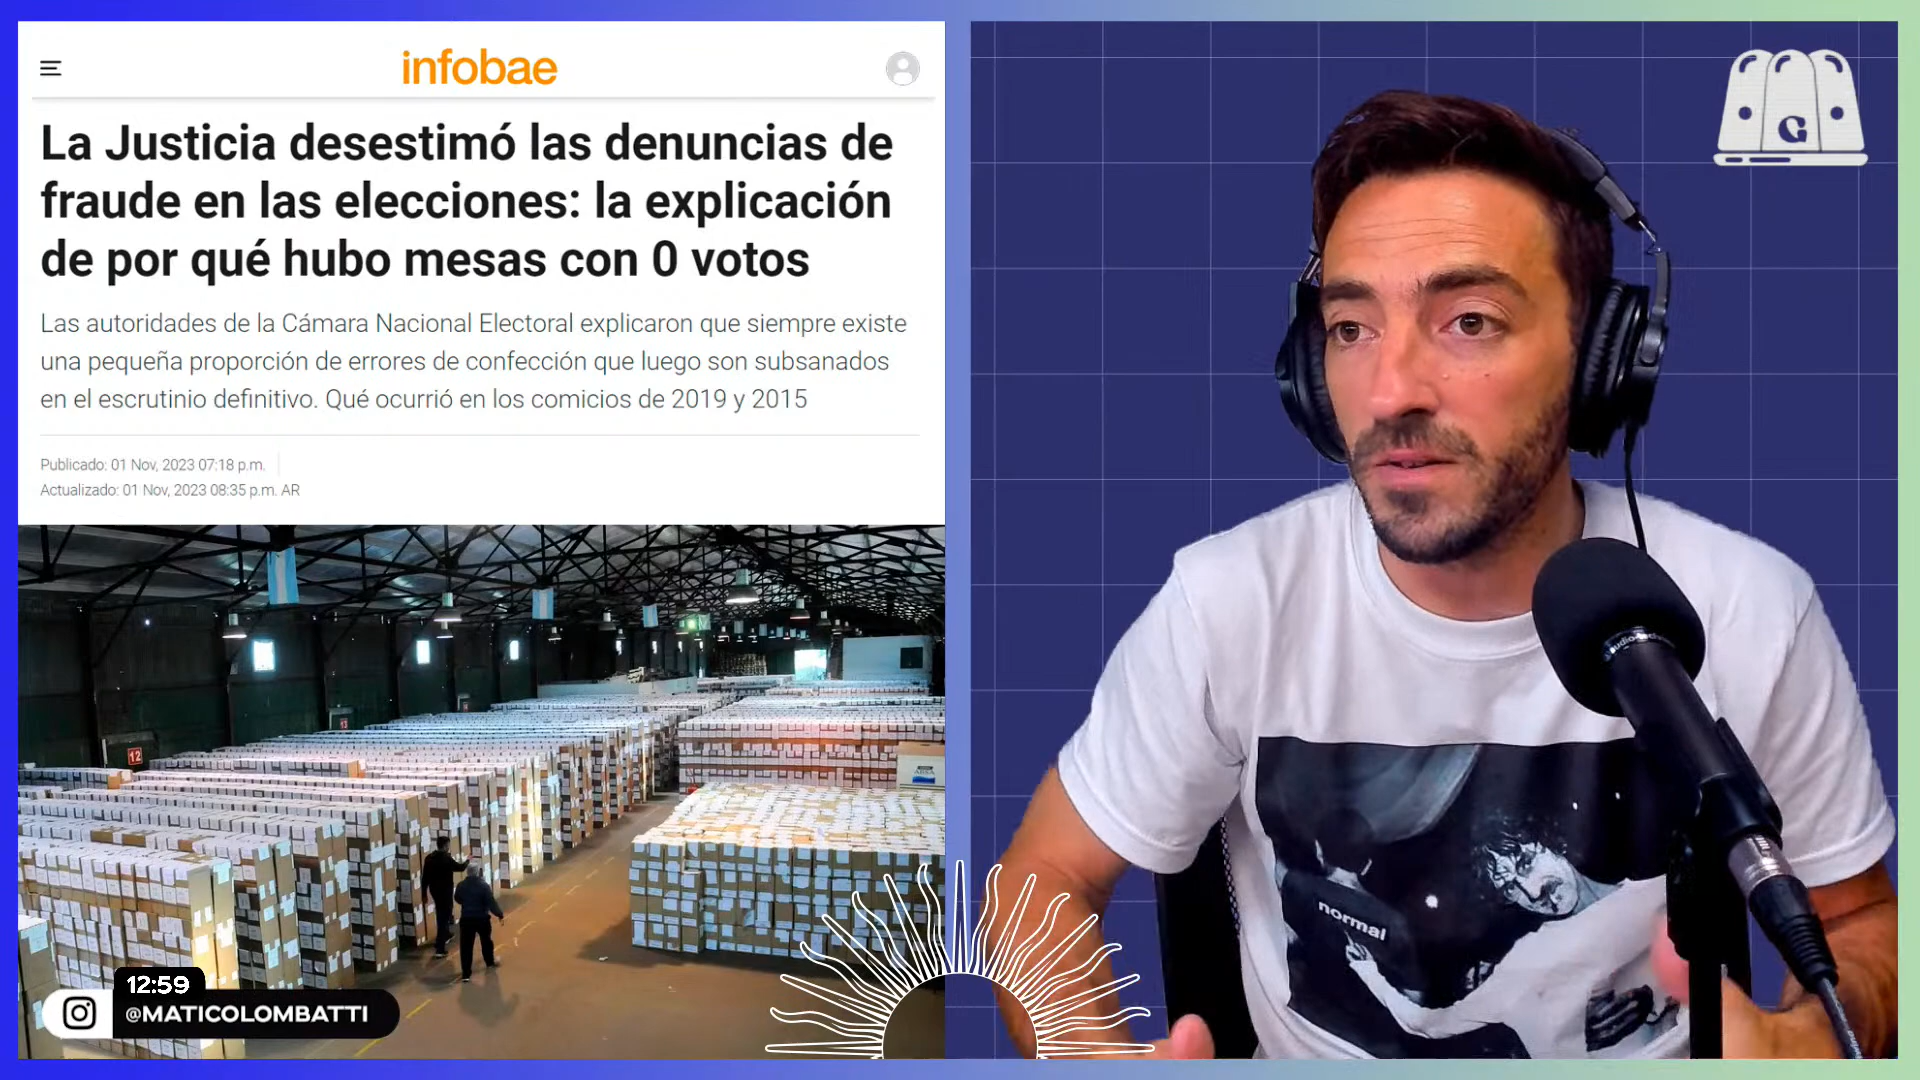 infobae
La Justicia desestimó las denuncias de
fraude en las elecciones: la explicación
de por qué hubo mesas con 0 votos
Las autoridades de la Cámara Nacional Electoral explicaron que siempre existe
una pequeña proporción de errores de confección que luego son subsanados
en el escrutinio definitivo. Qué ocurrió en los comicios de 2019 y 2015
Publicado: 01 Nov, 2023 07:18 p.m.
Actualizado: 01 Nov, 2023 08:35 p.m. AR
12
13
12:59
@MATICOLOMBATTI
G
normal